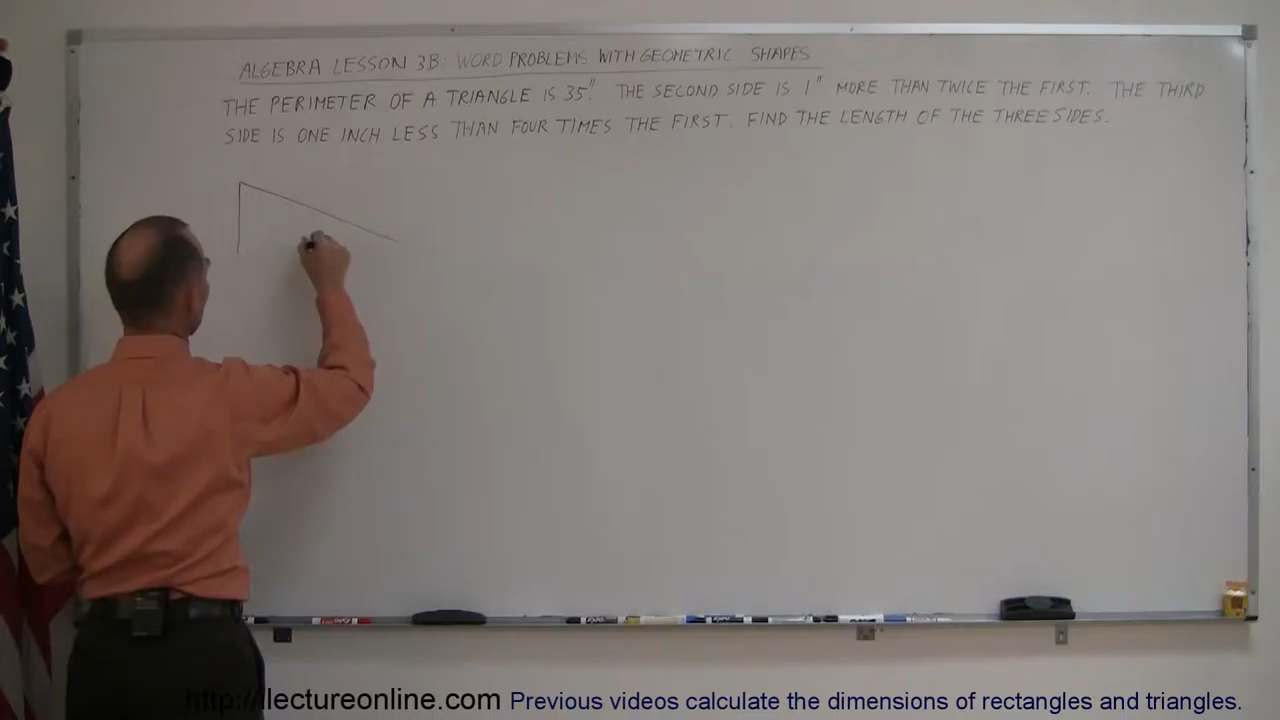 ALGEBRA LESSON 3B: WORD PROBLEMS WITH GEOMETRIC SHAPES
THE PERIMETER OF A TRIANGLE IS 35". THE SECOND SIDE IS 1" MORE THAN TWICE THE FIRST. THE THIRD
SIDE IS ONE INCH LESS THAN FOUR TIMES THE FIRST. FIND THE LENGTH OF THE THREE SIDES.
http://ilectureonline.com Previous videos calculate the dimensions of rectangles and triangles.